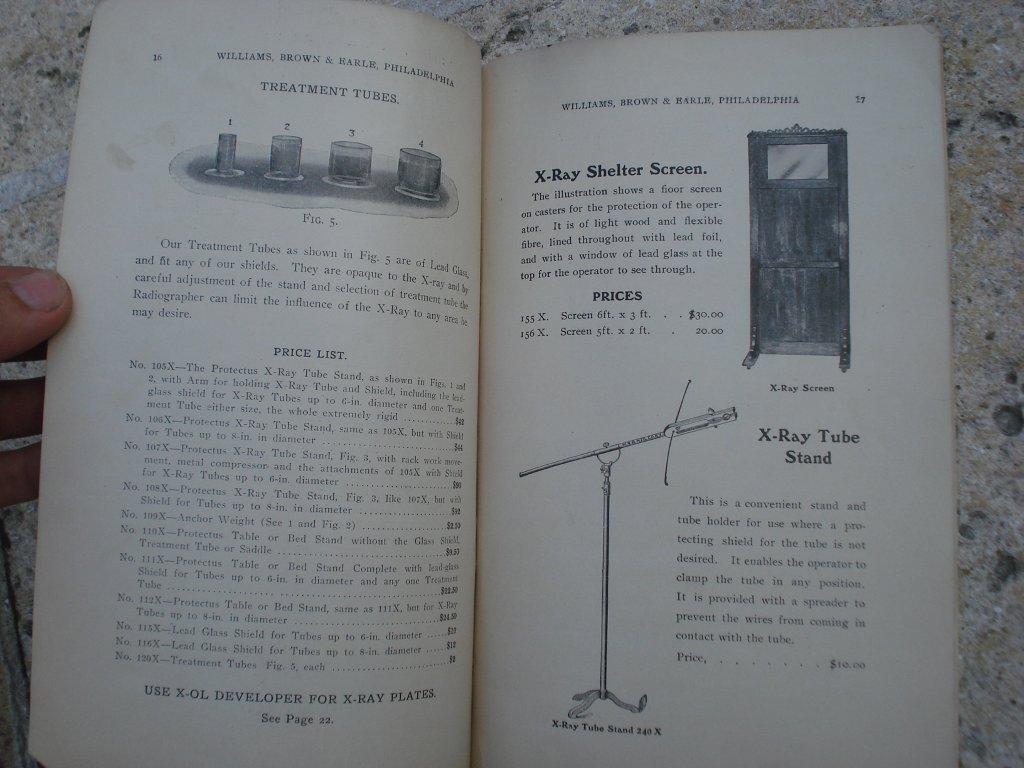 16
WILLIAMS, BROWN & EARLE, PHILADELPHIA
TREATMENT TUBES.
1 2 3 4
FIG. 5.
Our Treatment Tubes as shown in Fig. 5 are of Lead Glass,
and fit any of our shields. They are opaque to the X-ray and by
careful adjustment of the stand and selection of treatment tube the
Radiographer can limit the influence of the X-Ray to any area he
may desire.
PRICE LIST.
No. 105X—The Protectus X-Ray Tube Stand, as shown in Figs. 1 and
2, with Arm for holding X-Ray Tube and Shield, including the lead-
glass shield for X-Ray Tubes up to 6-in. diameter and one Treat-
ment Tube either size, the whole extremely rigid
No. 106X—Protectus X-Ray Tube Stand, same as 105X, but with Shield
for Tubes up to 8-in. in diameter
No. 107X—Protectus X-Ray Tube Stand, Fig. 3, with rack work move-
ment, metal compressor and the attachments of 105X with Shield
for X-Ray Tubes up to 6-in. diameter
No. 108X—Protectus X-Ray Tube Stand, Fig. 3, like 107X, but with
Shield for Tubes up to 8-in. in diameter
No. 109X—Anchor Weight (See 1 and Fig. 2) ................ $2.50
No. 110X—Protectus Table or Bed Stand without the Glass Shield,
Treatment Tube or Saddle ................ $9.50
No. 111X—Protectus Table or Bed Stand Complete with lead-glass
Shield for Tubes up to 6-in. in diameter and any one Treatment
Tube ................ $22.50
No. 112X—Protectus Table or Bed Stand, same as 111X, but for X-Ray
Tubes up to 8-in. in diameter ................ $24.50
No. 115X—Lead Glass Shield for Tubes up to 6-in. diameter
No. 116X—Lead Glass Shield for Tubes up to 8-in. diameter ..... $12
No. 120X—Treatment Tubes Fig. 5, each ................ $2
USE X-OL DEVELOPER FOR X-RAY PLATES.
See Page 22.
WILLIAMS, BROWN & EARLE, PHILADELPHIA
17
X-Ray Shelter Screen.
The illustration shows a floor screen
on casters for the protection of the oper-
ator. It is of light wood and flexible
fibre, lined throughout with lead foil,
and with a window of lead glass at the
top for the operator to see through.
PRICES
155 X. Screen 6ft. x 3 ft. . . $30.00
156 X. Screen 5ft. x 2 ft. . 20.00
X-Ray Screen
X-Ray Tube
Stand
This is a convenient stand and
tube holder for use where a pro-
tecting shield for the tube is not
desired. It enables the operator to
clamp the tube in any position.
It is provided with a spreader to
prevent the wires from coming in
contact with the tube.
Price, . . . . . . . $10.00
X-Ray Tube Stand 240 X